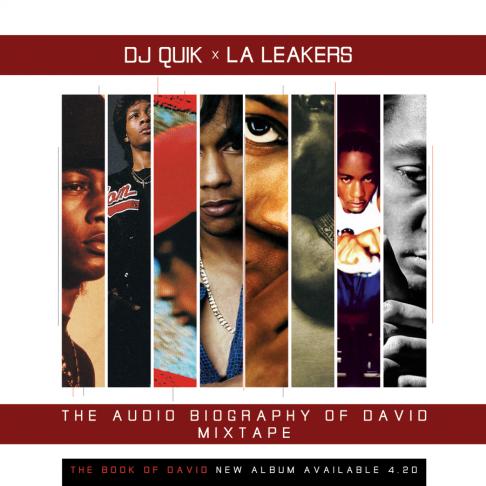 DJ QUIK x LA LEAKERS
THE AUDIO BIOGRAPHY OF DAVID
MIXTAPE
THE BOOK OF DAVID NEW ALBUM AVAILABLE 4.20